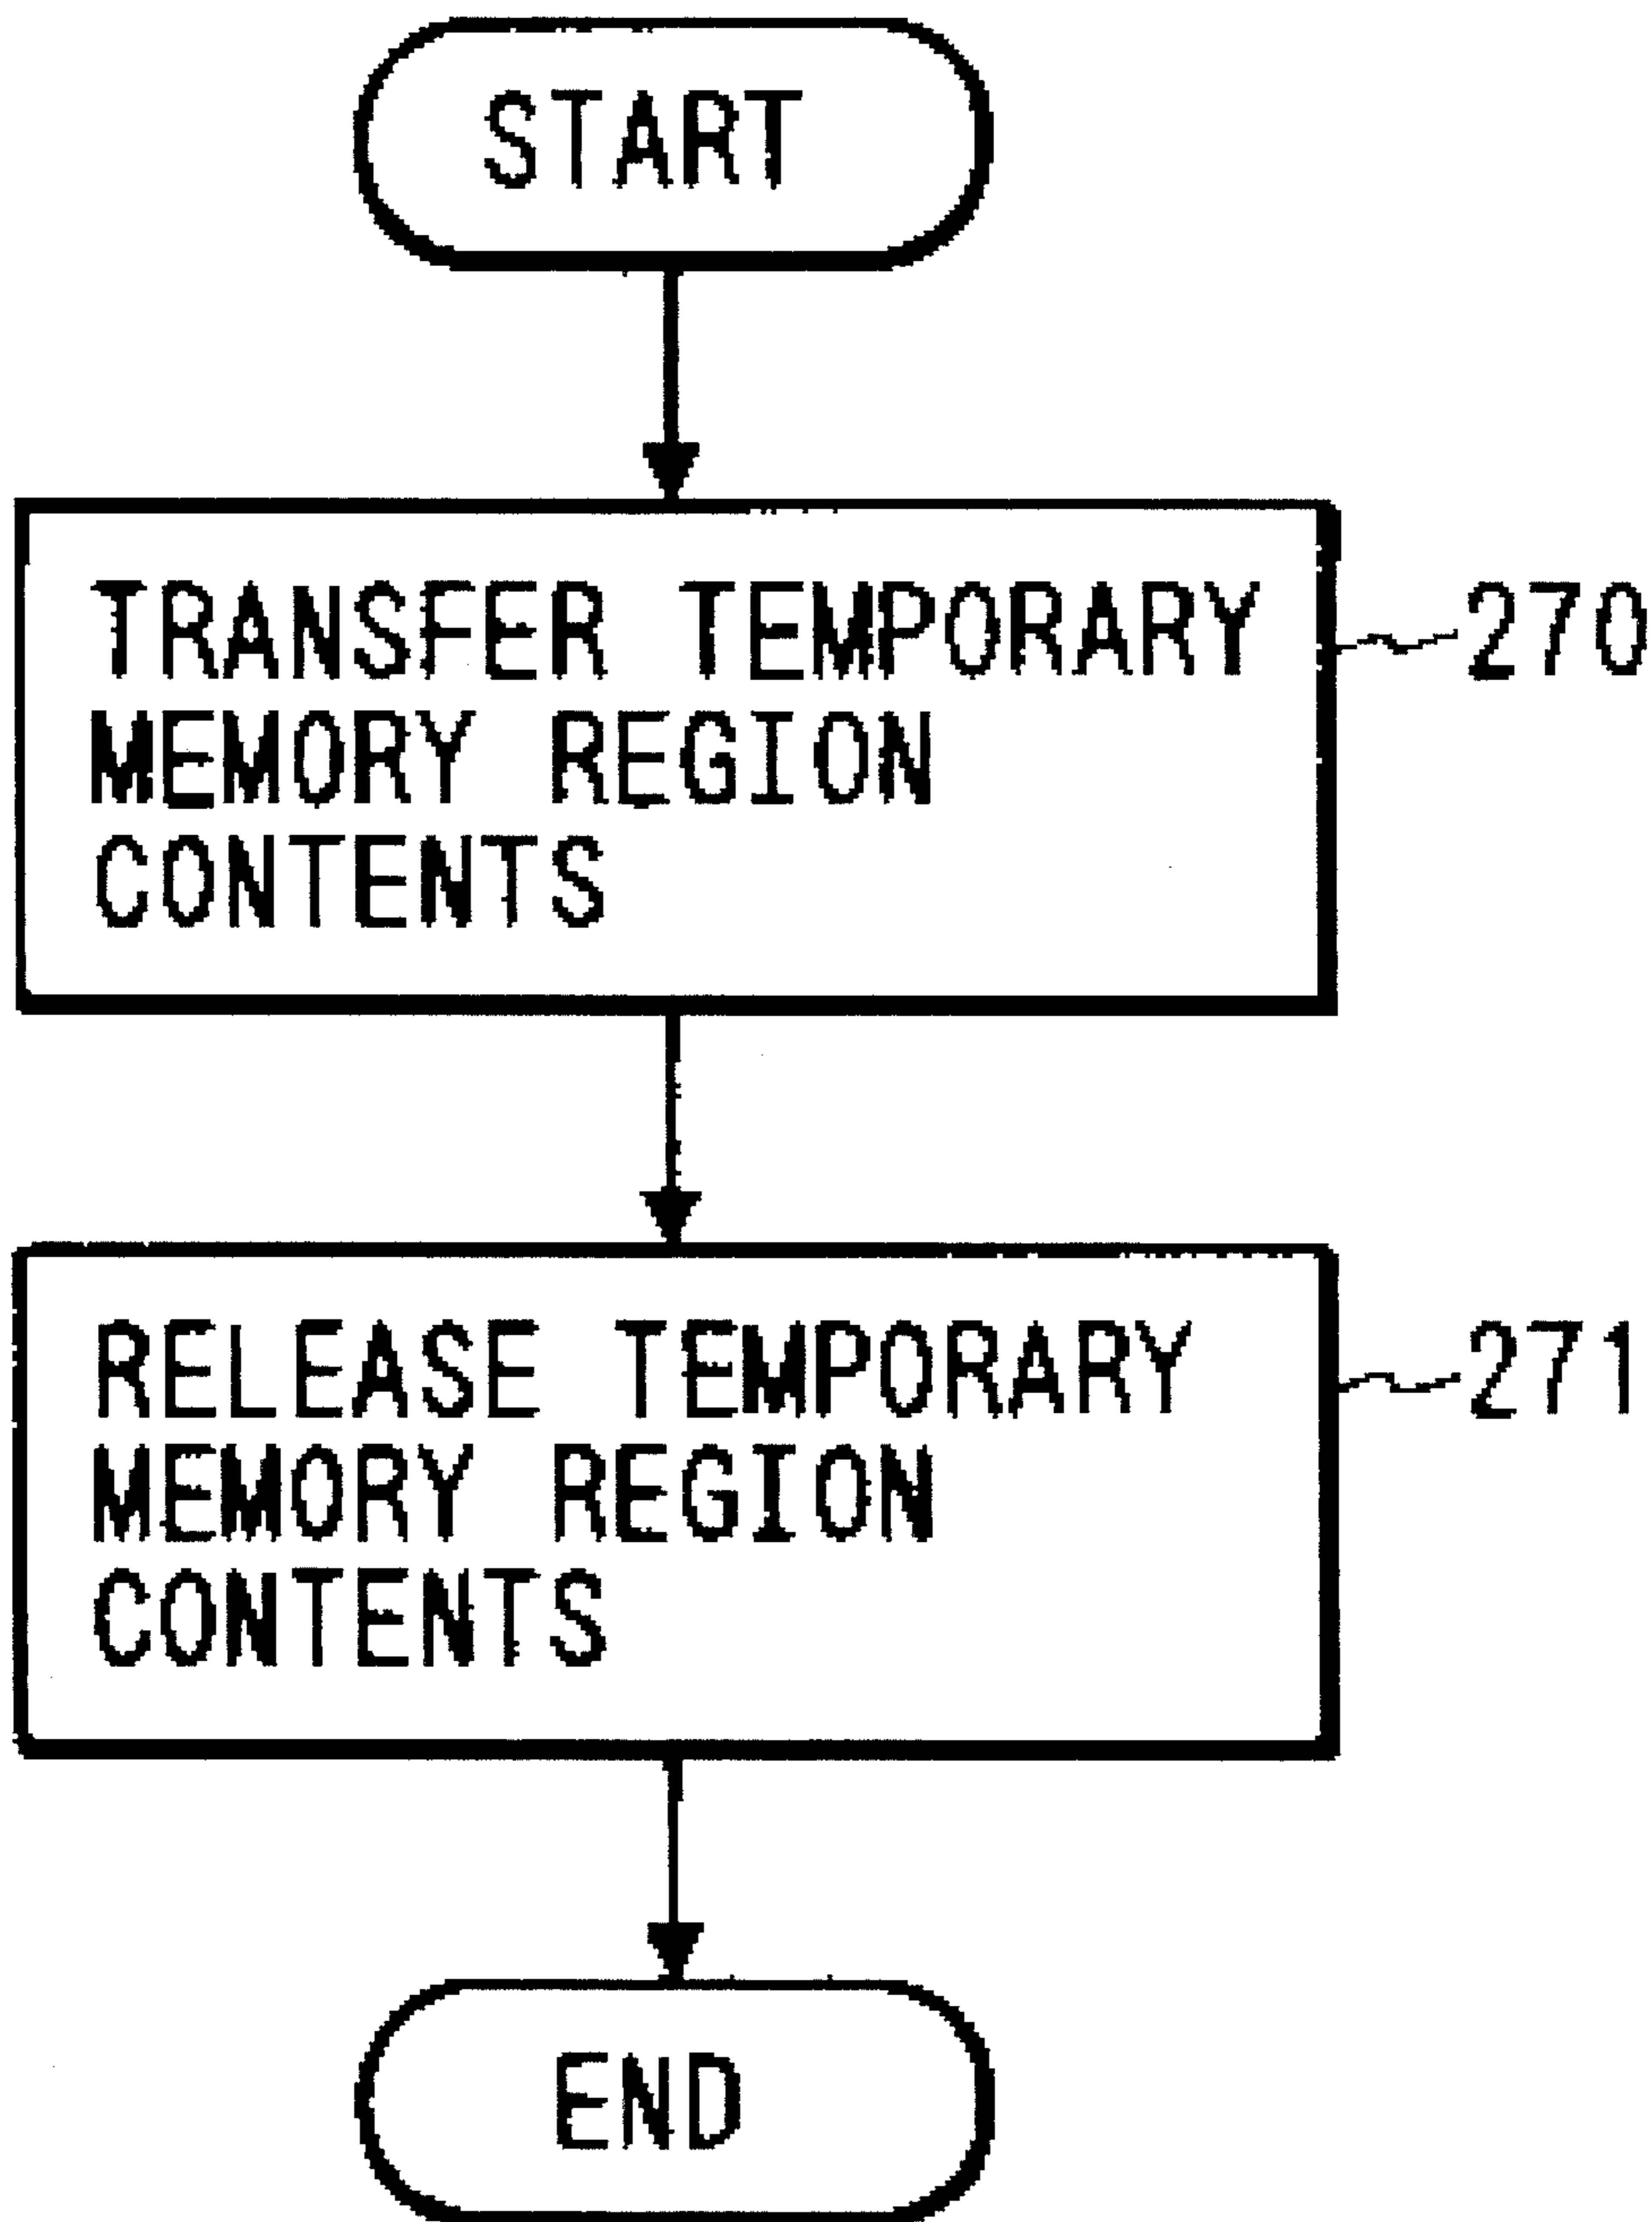 START
TRANSFER TEMPORARY
MEMORY REGION
CONTENTS
270
RELEASE TEMPORARY
MEMORY REGION
CONTENTS
271
END